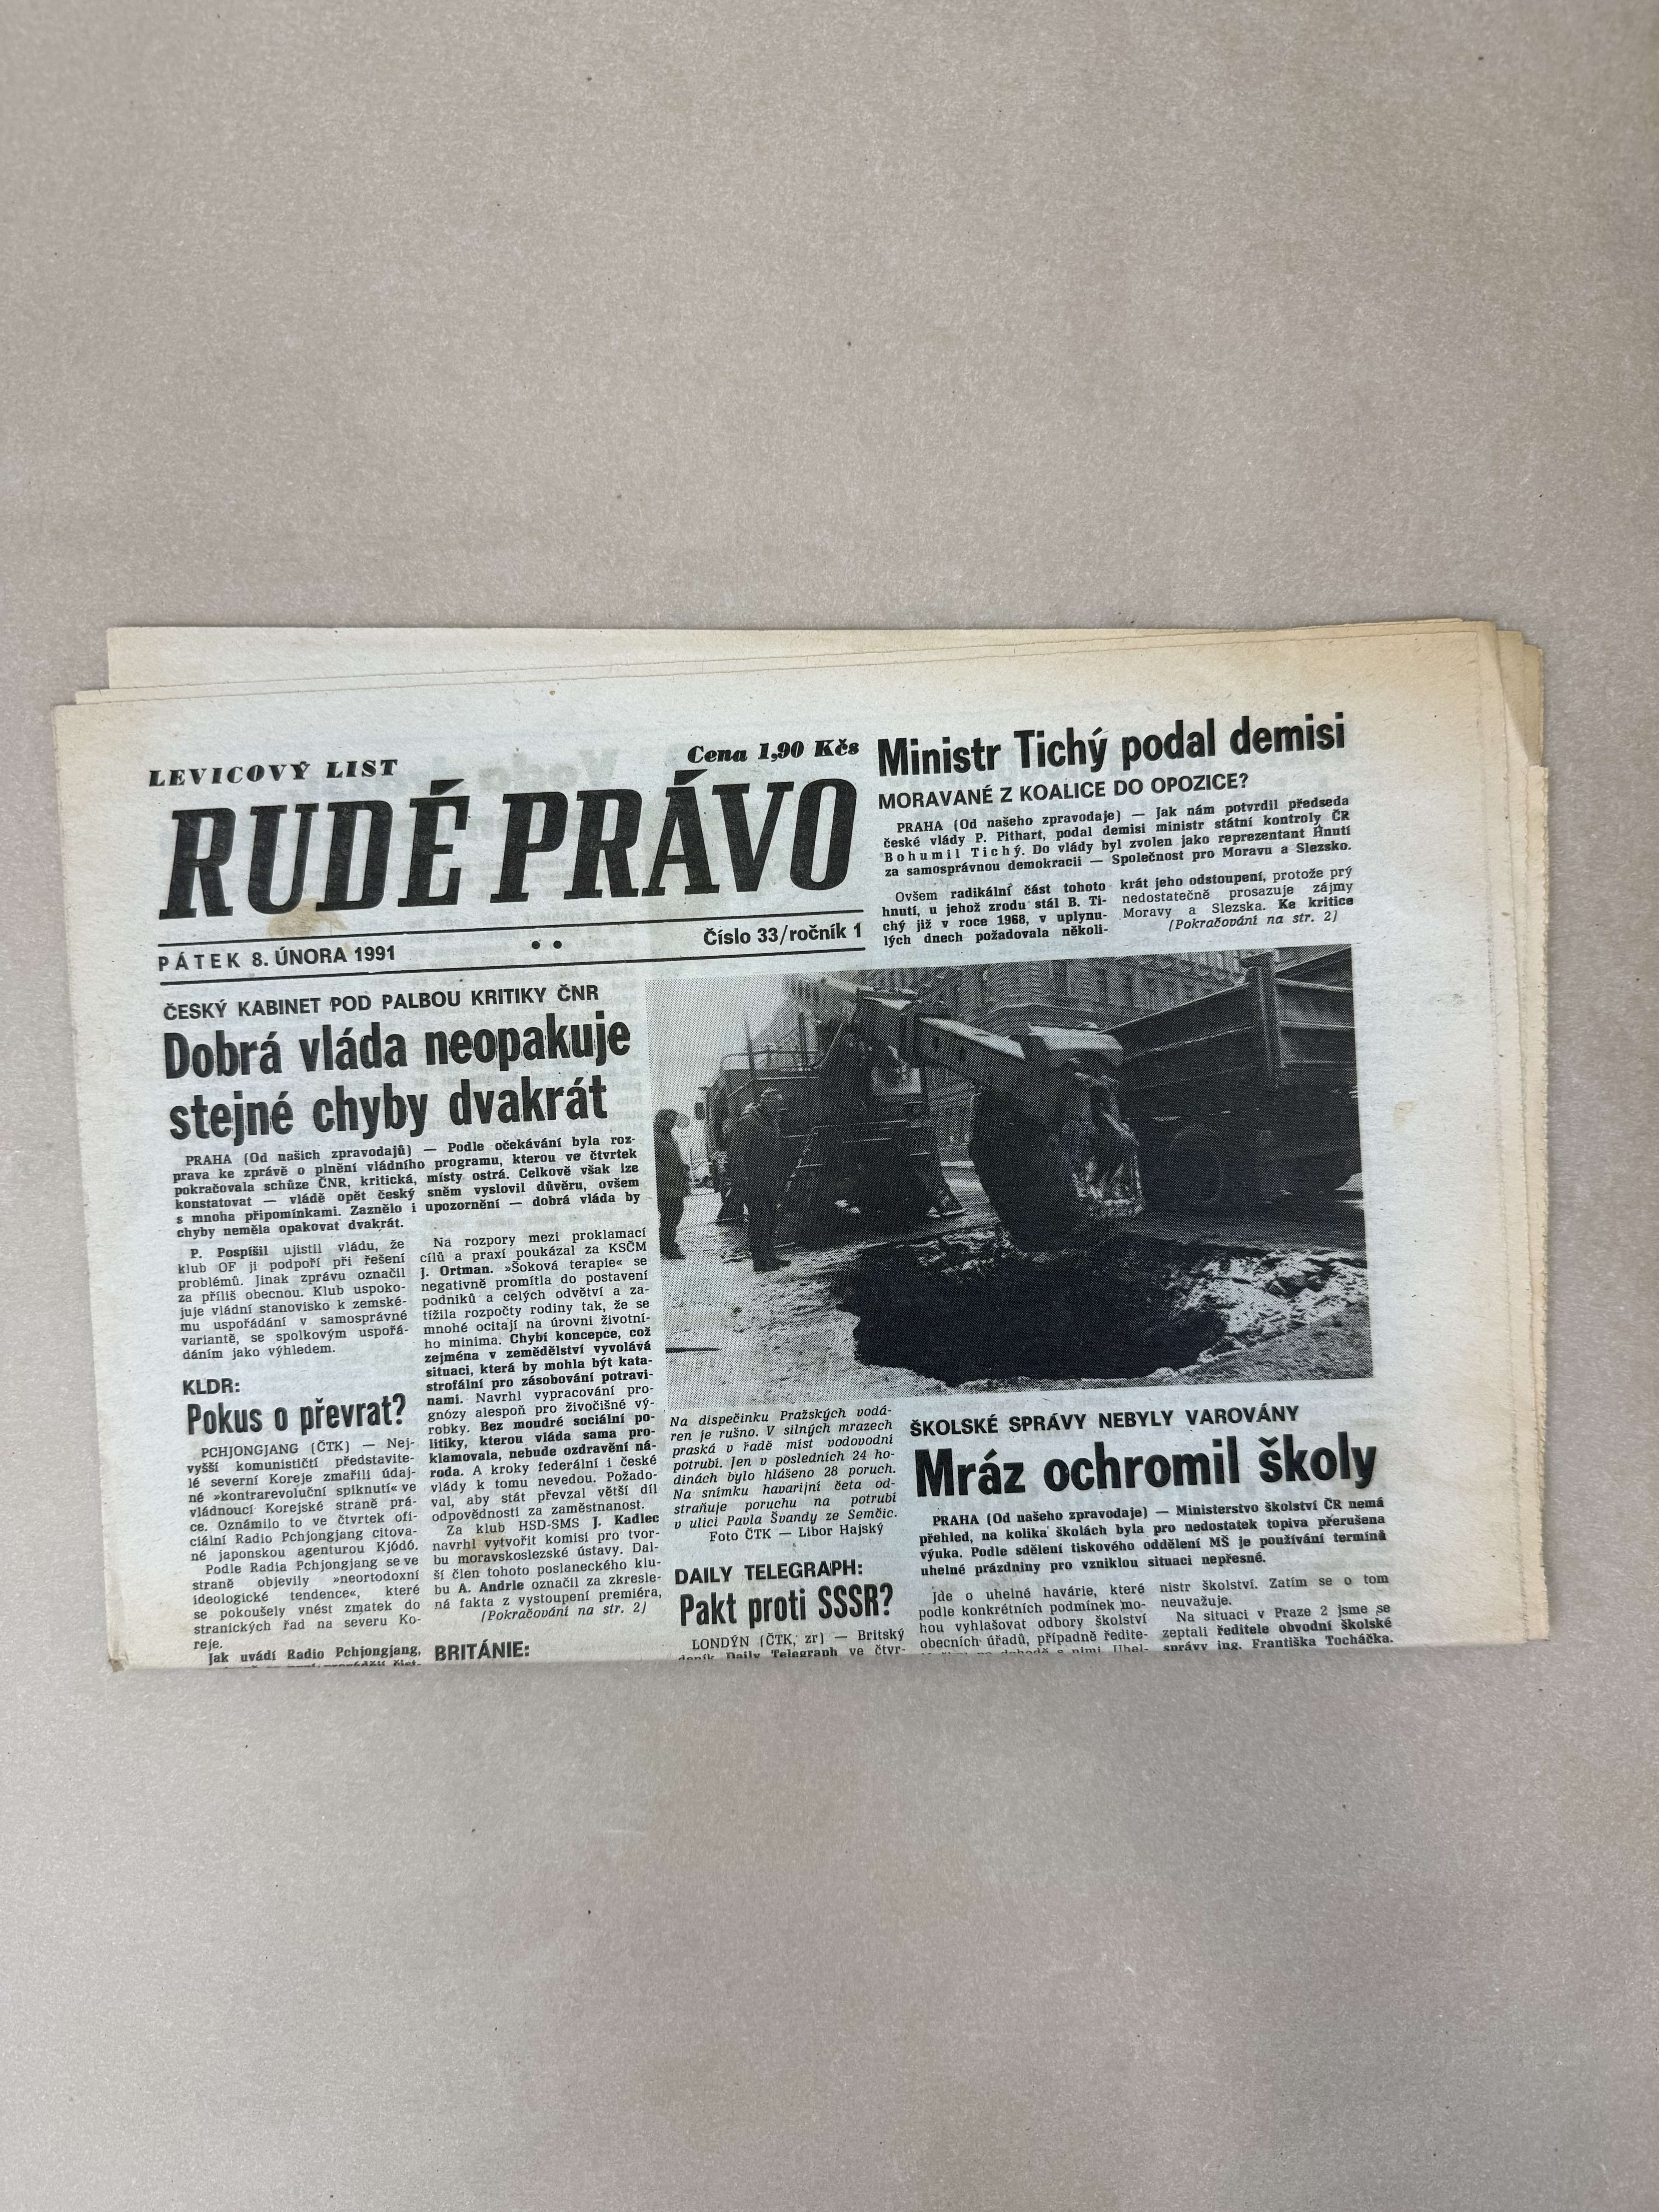 LEVICOVÝ LIST
Cena 1,90 Kčs
RUDÉ PRÁVO
PÁTEK 8. ÚNORA 1991
Číslo 33/ročník 1
Ministr Tichý podal demisi
MORAVANÉ Z KOALICE DO OPOZICE?
PRAHA (Od našeho zpravodaje) — Jak nám potvrdil předseda
české vlády P. Pithart, podal demisi ministr státní kontroly ČR
Bohumil Tichý. Do vlády byl zvolen jako reprezentant Hnutí
za samosprávnou demokracii — Společnost pro Moravu a Slezsko.
Ovšem radikální část tohoto
hnutí, u jehož zrodu stál B. Ti-
chý již v roce 1968, v uplynu-
lých dnech požadovala několi-
krát jeho odstoupení, protože prý
nedostatečně prosazuje zájmy
Moravy a Slezska. Ke kritice
(Pokračování na str. 2)
ČESKÝ KABINET POD PALBOU KRITIKY ČNR
Dobrá vláda neopakuje
stejné chyby dvakrát
PRAHA (Od našich zpravodajů) — Podle očekávání byla roz-
prava ke zprávě o plnění vládního programu, kterou ve čtvrtek
pokračovala schůze ČNR, kritická, místy ostrá. Celkově však lze
konstatovat — vládě opět český sněm vyslovil důvěru, ovšem
s mnoha připomínkami. Zaznělo i upozornění — dobrá vláda by
chyby neměla opakovat dvakrát.
P. Pospíšil ujistil vládu, že
klub OF ji podpoří při řešení
problémů. Jinak zprávu označil
za příliš obecnou. Klub uspoko-
juje vládní stanovisko k zemské-
mu uspořádání v samosprávné
variantě, se spolkovým uspořá-
dáním jako výhledem.
KLDR:
Pokus o převrat?
PCHJONGJANG (ČTK) — Nej-
vyšší komunističtí představite-
lé severní Koreje zmařili údaj-
né »kontrarevoluční spiknutí« ve
vládnoucí Korejské straně prá-
ce. Oznámilo to ve čtvrtek ofi-
ciální Radio Pchjongjang citova-
né japonskou agenturou Kjódó.
Podle Radia Pchjongjang se ve
straně objevily »neortodoxní
ideologické tendence«, které
se pokoušely vnést zmatek do
stranických řad na severu Ko-
reje.
Jak uvádí Radio Pchjongjang,
Na rozpory mezi proklamací
cílů a praxí poukázal za KSČM
J. Ortman. »Šoková terapie« se
negativně promítla do postavení
podniků a celých odvětví a za-
tížila rozpočty rodiny tak, že se
mnohé ocitají na úrovni životní-
ho minima. Chybí koncepce, což
zejména v zemědělství vyvolává
situaci, která by mohla být kata-
strofální pro zásobování potravi-
nami. Navrhl vypracování pro-
gnózy alespoň pro živočišné vý-
robky. Bez moudré sociální po-
litiky, kterou vláda sama pro-
klamovala, nebude ozdravění ná-
roda. A kroky federální i české
vlády k tomu nevedou. Požado-
val, aby stát převzal větší díl
odpovědnosti za zaměstnanost.
Za klub HSD-SMS J. Kadlec
navrhl vytvořit komisi pro tvor-
bu moravskoslezské ústavy. Dal-
ší člen tohoto poslaneckého klu-
bu A. Andrle označil za zkresle-
ná fakta z vystoupení premiéra,
(Pokračování na str. 2)
BRITÁNIE:
Na dispečinku Pražských vodá-
ren je rušno. V silných mrazech
praská v řadě míst vodovodní
potrubí. Jen v posledních 24 ho-
dinách bylo hlášeno 28 poruch.
Na snímku havarijní četa od-
straňuje poruchu na potrubí
v ulici Pavla Švandy ze Semčic.
Foto ČTK — Libor Hajský
DAILY TELEGRAPH:
Pakt proti SSSR?
LONDÝN (ČTK, zr) — Britský
deník Daily Telegraph ve čtvr-
ŠKOLSKÉ SPRÁVY NEBYLY VAROVÁNY
Mráz ochromil školy
PRAHA (Od našeho zpravodaje) — Ministerstvo školství ČR nemá
přehled, na kolika školách byla pro nedostatek topiva přerušena
výuka. Podle sdělení tiskového oddělení MŠ je používání termínu
uhelné prázdniny pro vzniklou situaci nepřesné.
Jde o uhelné havárie, které
podle konkrétních podmínek mo-
hou vyhlašovat odbory školství
obecních úřadů, případně ředite-
nistr školství. Zatím se o tom
neuvažuje.
Na situaci v Praze 2 jsme se
zeptali ředitele obvodní školské
správy ing. Františka Tocháčka.